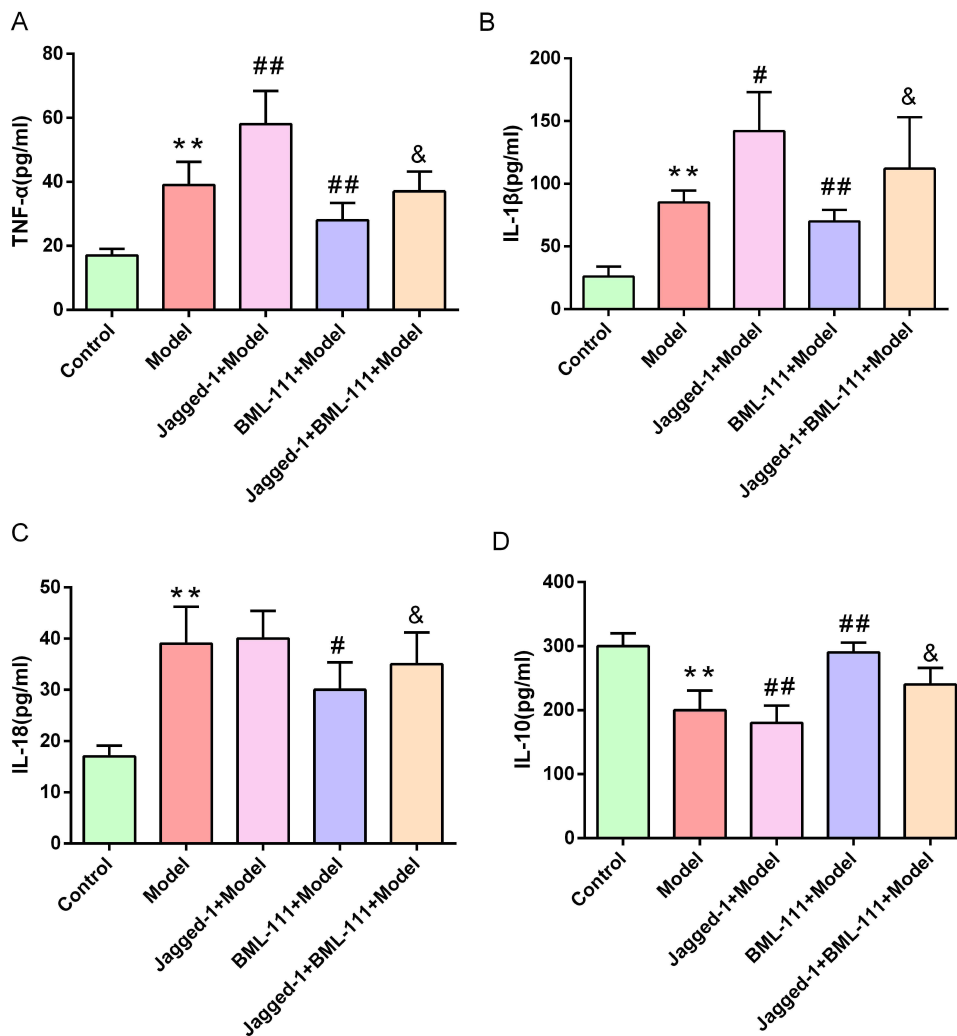 A
TNF-α(pg/ml)
80
60
40
20
0
**
##
##
&
Control
Model
Jagged-1+Model
BML-111+Model
Jagged-1+BML-111+Model
B
IL-1β(pg/ml)
200
150
100
50
0
**
#
##
&
Control
Model
Jagged-1+Model
BML-111+Model
Jagged-1+BML-111+Model
C
IL-18(pg/ml)
50
40
30
20
10
0
**
#
&
Control
Model
Jagged-1+Model
BML-111+Model
Jagged-1+BML-111+Model
D
IL-10(pg/ml)
400
300
200
100
0
**
##
##
&
Control
Model
Jagged-1+Model
BML-111+Model
Jagged-1+BML-111+Model